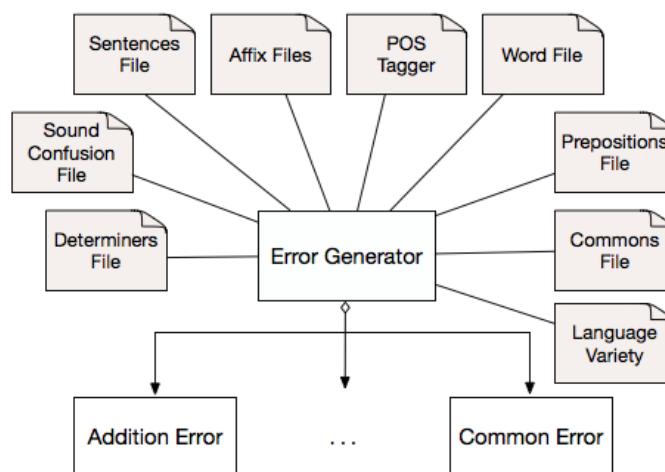 Sentences
File
Affix Files
POS
Tagger
Word File
Sound
Confusion
File
Prepositions
File
Determiners
File
Error Generator
Commons
File
Language
Variety
Addition Error
. . .
Common Error